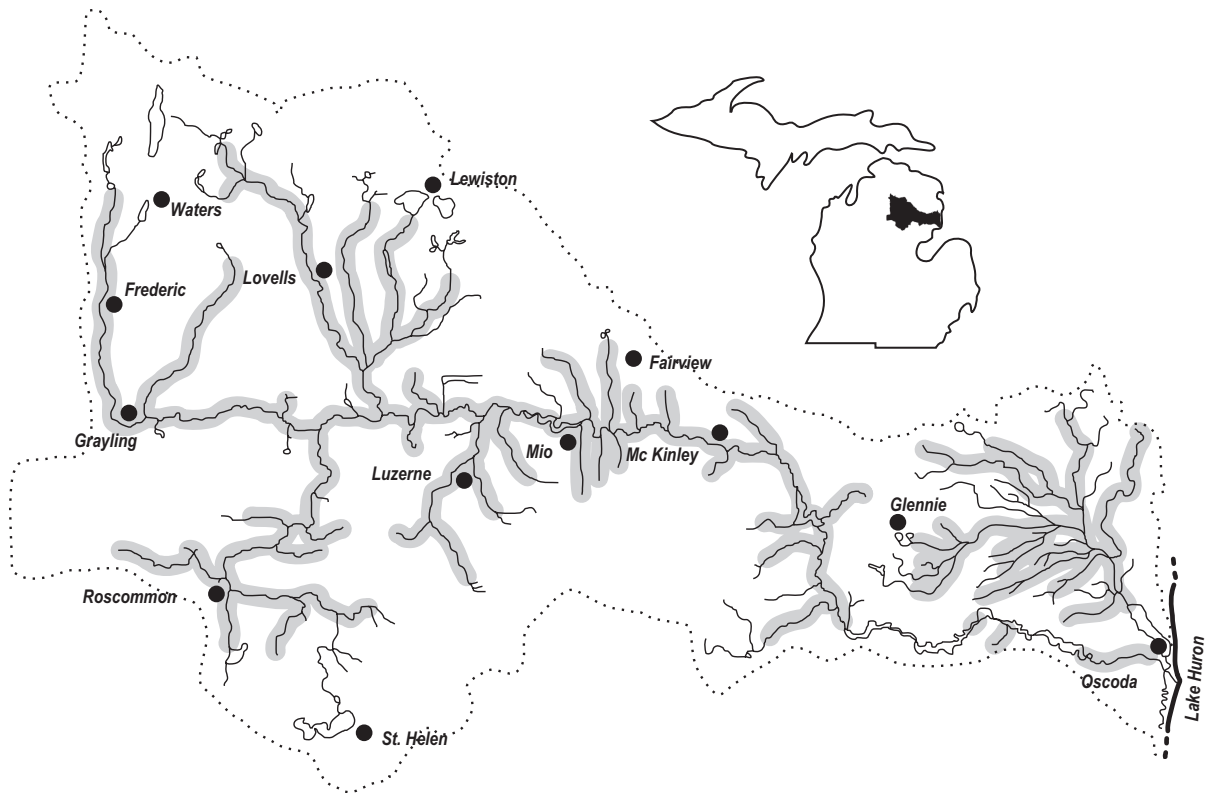 Lewiston
Waters
Lovells
Frederic
Fairview
Grayling
Mio
Mc Kinley
Luzerne
Glennie
Roscommon
Oscoda
Lake Huron
St. Helen